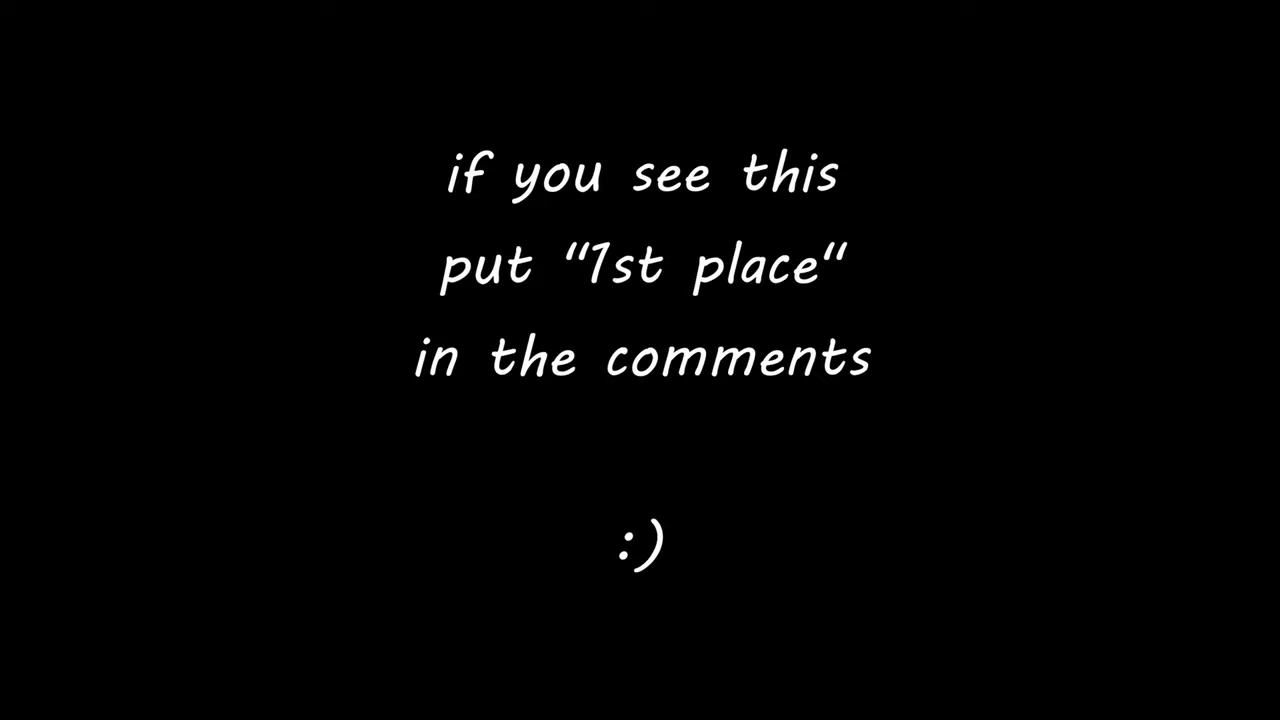 if you see this
put “1st place“
in the comments
:)